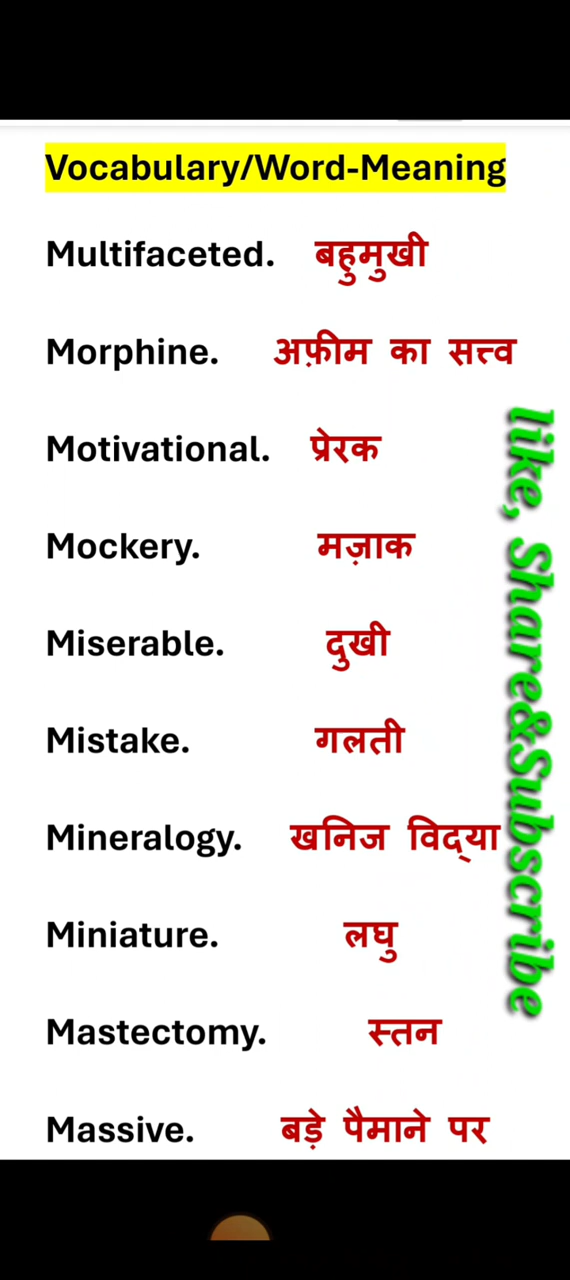 Vocabulary/Word-Meaning
Multifaceted. बहुमुखी
Morphine. अफ़ीम का सत्त्व
Motivational. प्रेरक
Mockery. मज़ाक
Miserable. दुखी
Mistake. गलती
Mineralogy. खनिज विद्‌या
Miniature. लघु
Mastectomy. स्तन
Massive. बड़े पैमाने पर
like, Share&Subscribe